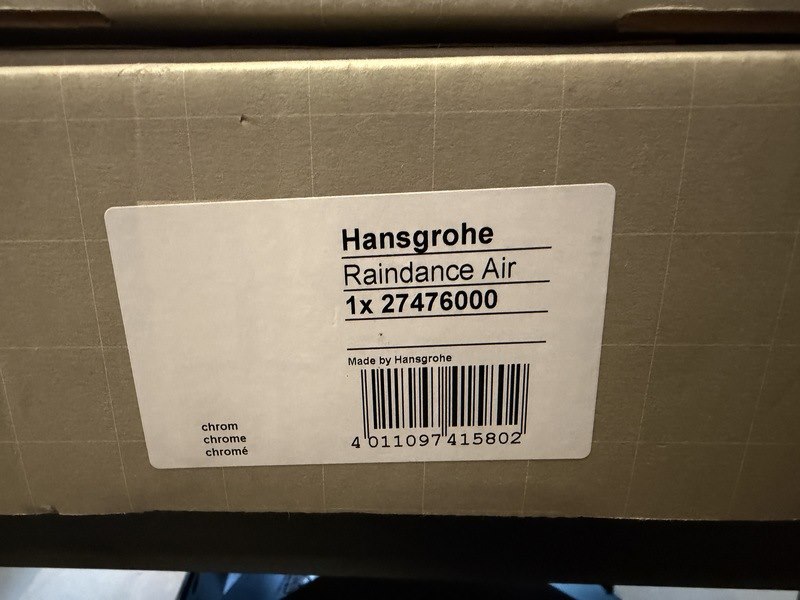 Hansgrohe
Raindance Air
1x 27476000
Made by Hansgrohe
4 011097 415802
chrom
chrome
chromé